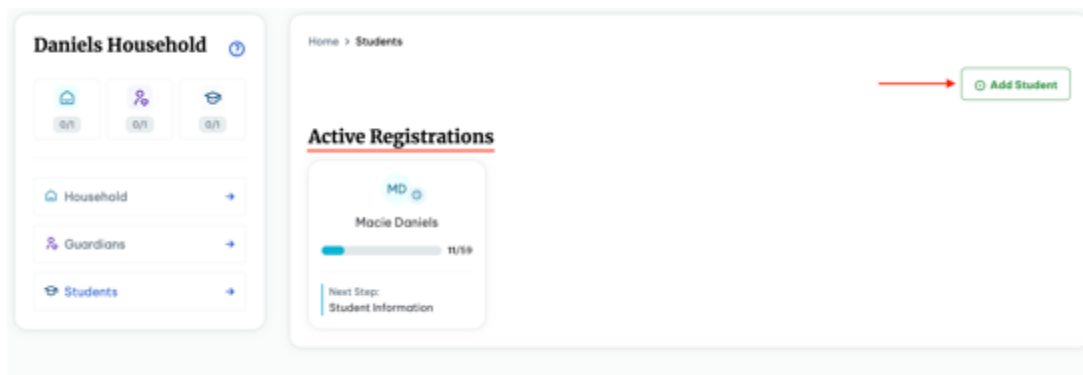 Daniels Household
0/1 0/1 0/1
Household
Guardians
Students
Home > Students
Add Student
Active Registrations
MD
Macie Daniels
11/59
Next Step:
Student Information